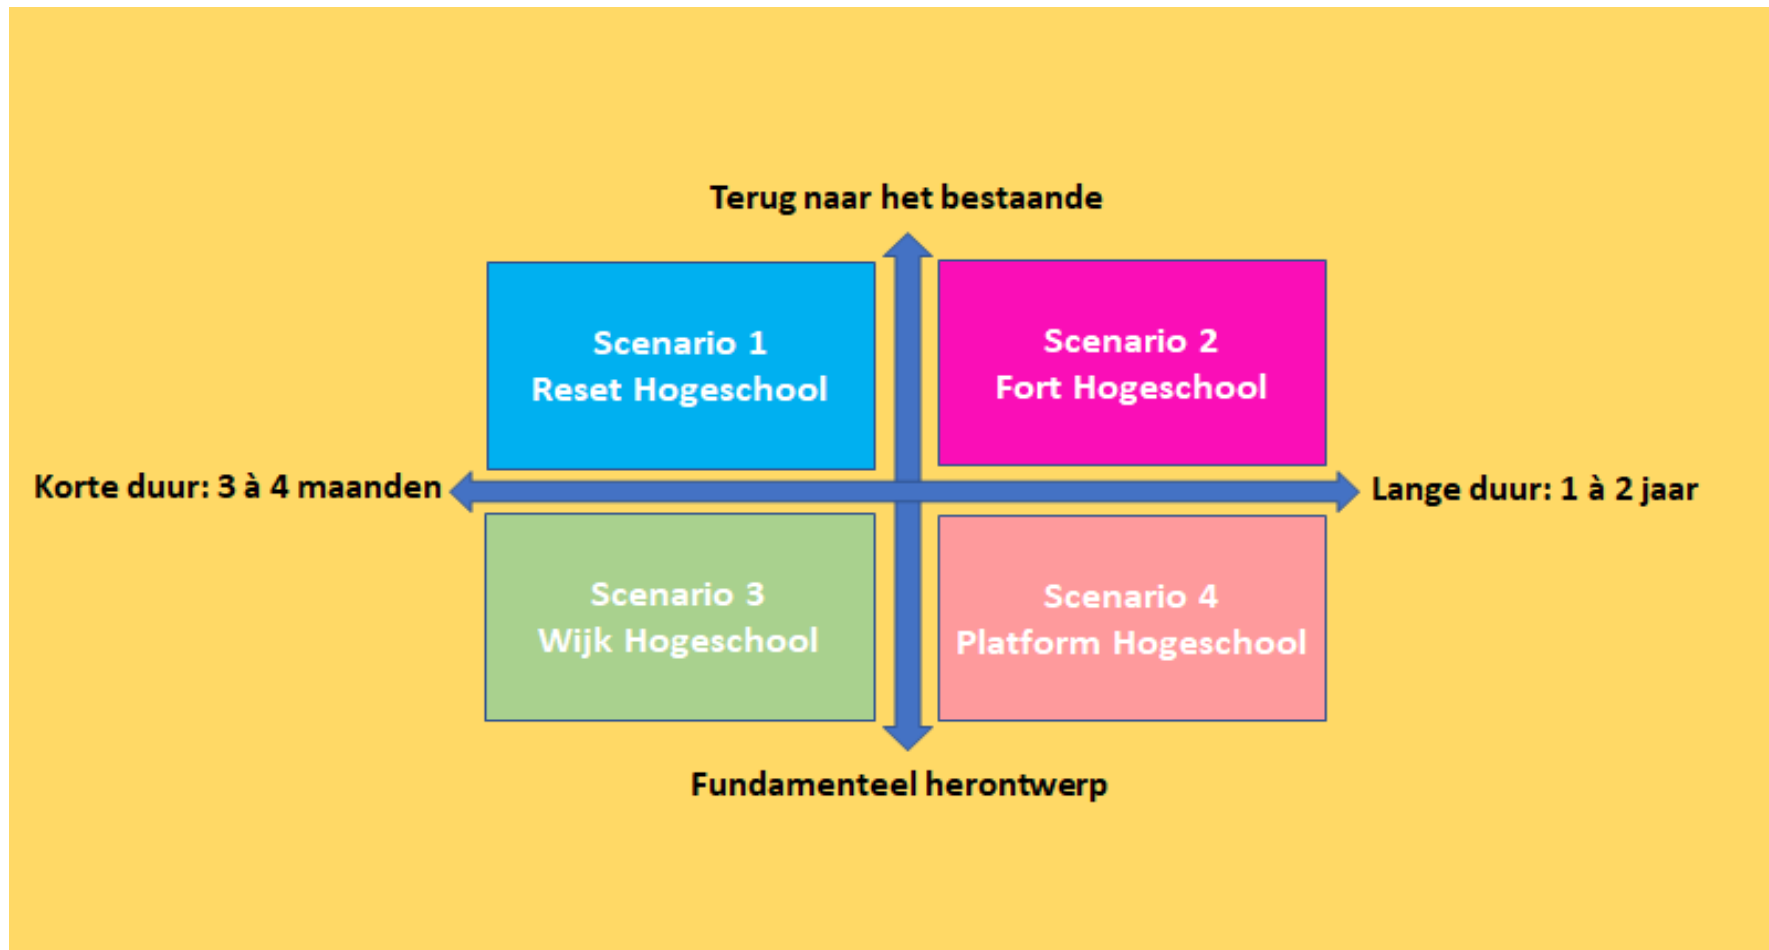 Terug naar het bestaande
Scenario 1
Reset Hogeschool
Scenario 2
Fort Hogeschool
Korte duur: 3 à 4 maanden
Lange duur: 1 à 2 jaar
Scenario 3
Wijk Hogeschool
Scenario 4
Platform Hogeschool
Fundamenteel herontwerp